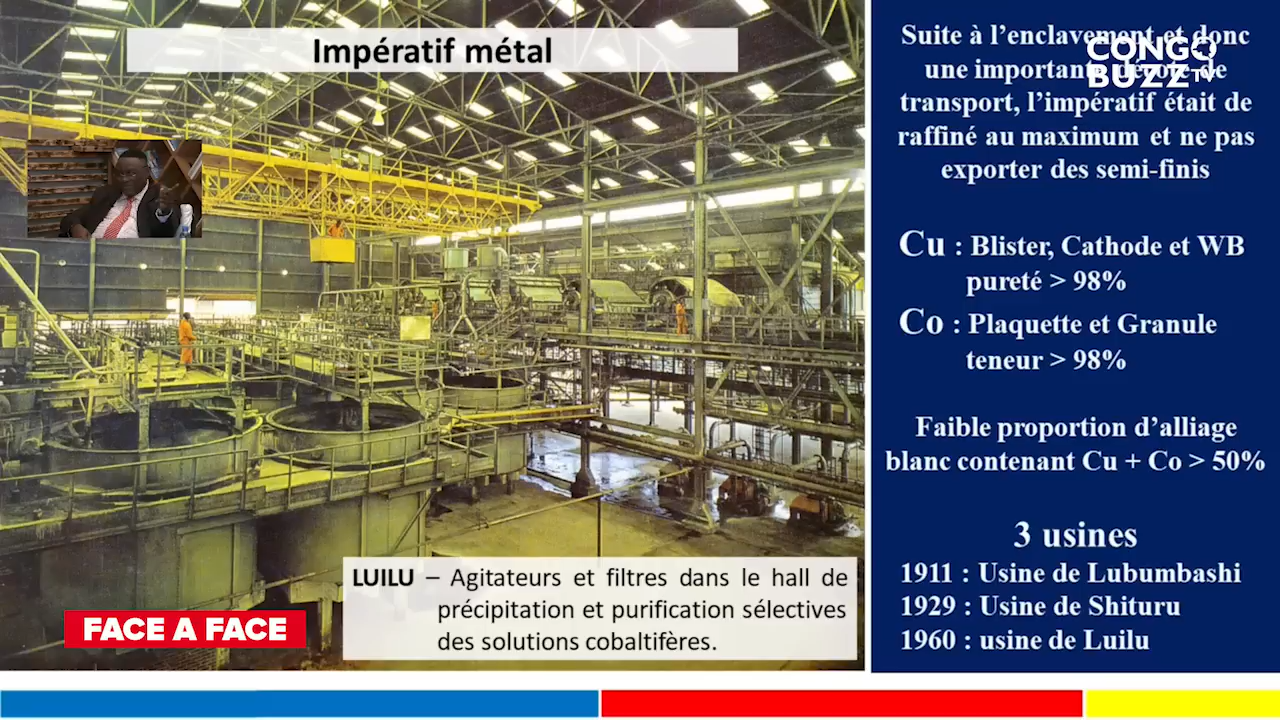 Impératif métal
Suite à l'enclavement et donc
une important de
transport, l'impératif était de
raffiné au maximum et ne pas
exporter des semi-finis
CONGO
BUZZ TV
Cu : Blister, Cathode et WB
pureté > 98%
Co : Plaquette et Granule
teneur > 98%
Faible proportion d'alliage
blanc contenant Cu + Co > 50%
3 usines
1911 : Usine de Lubumbashi
1929 : Usine de Shituru
1960 : usine de Luilu
LUILU – Agitateurs et filtres dans le hall de
précipitation et purification sélectives
des solutions cobaltifères.
FACE A FACE